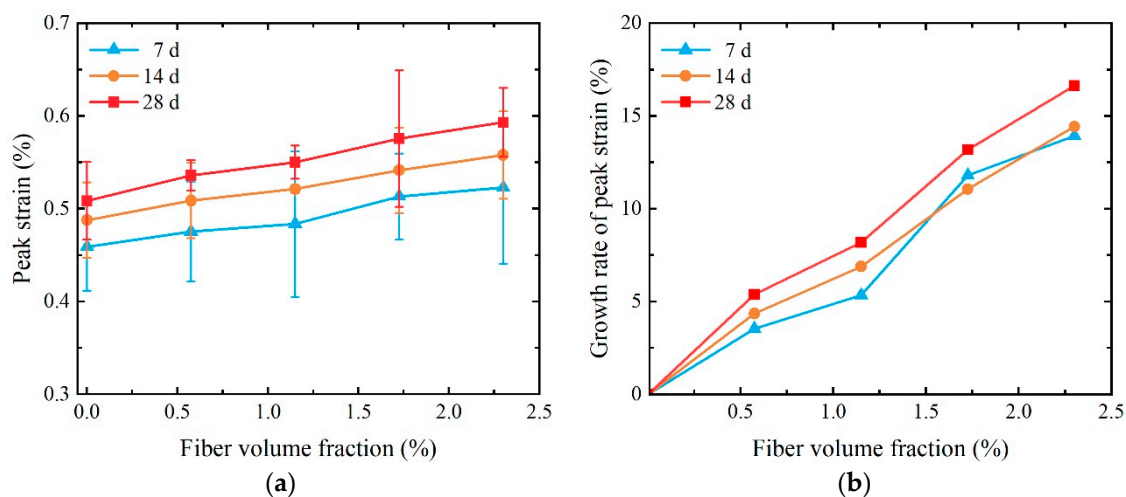 0.7
0.6
0.5
0.4
0.3
Peak strain (%)
7 d
14 d
28 d
0.0 0.5 1.0 1.5 2.0 2.5
Fiber volume fraction (%)
(a)
20
15
10
5
0
Growth rate of peak strain (%)
7 d
14 d
28 d
0.5 1.0 1.5 2.0 2.5
Fiber volume fraction (%)
(b)